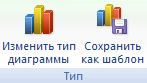 Изменить тип Сохранить
диаграммы как шаблон
Тип